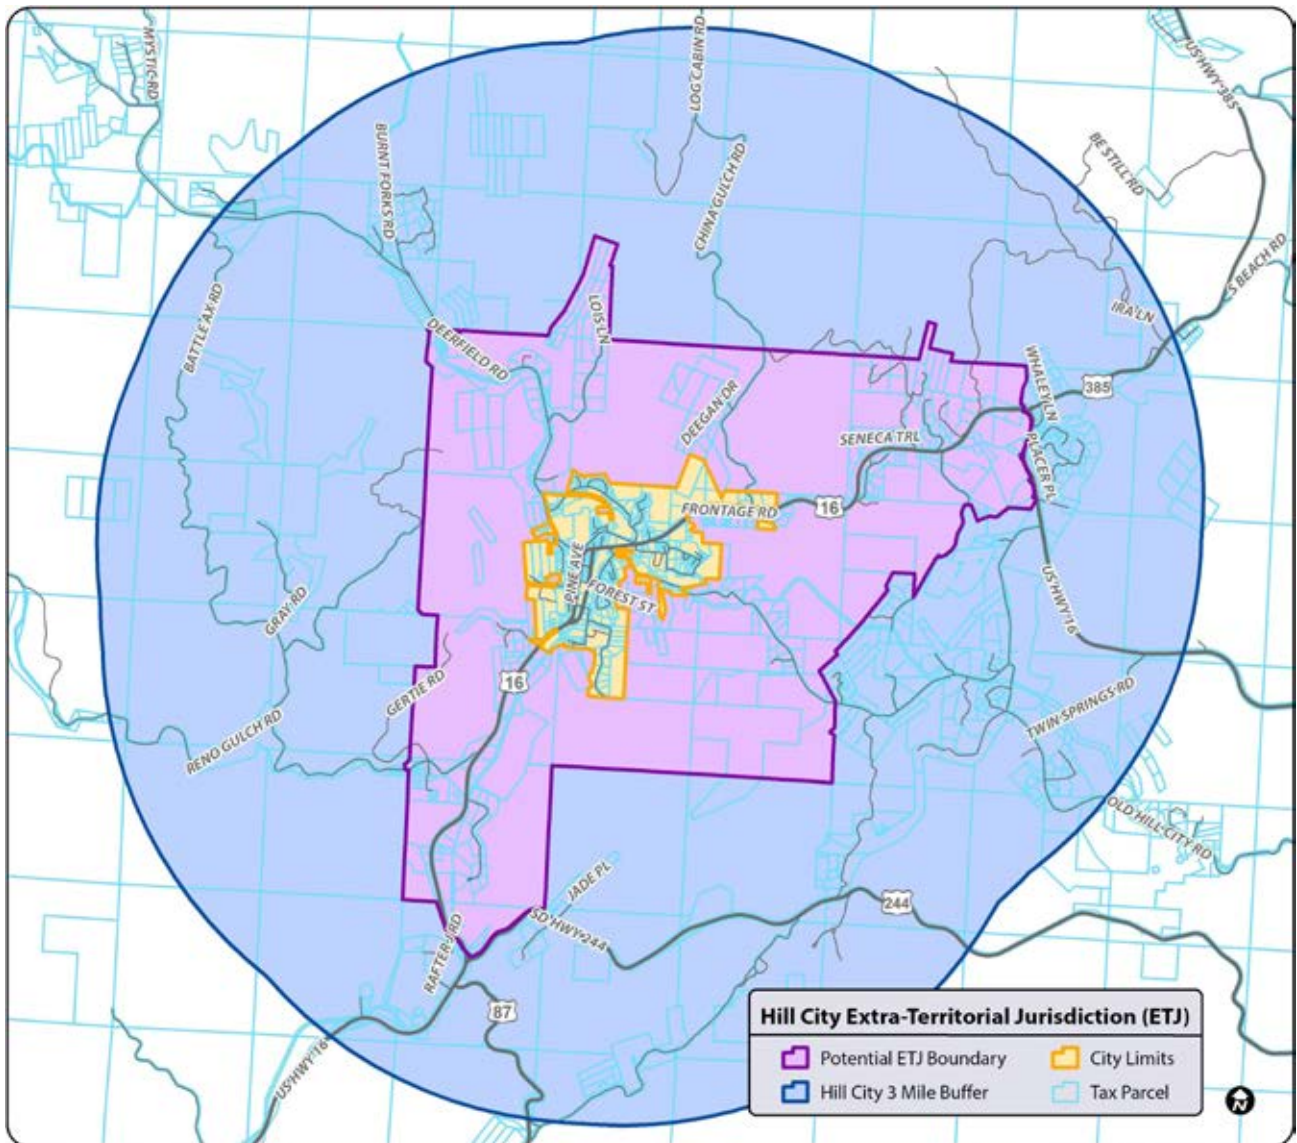 MYSTIC RD
LOG CABIN RD
US HWY 385
BURNT FORKS RD
BE STILL RD
CHINA GULCH RD
S BEACH RD
BATTLE AX RD
LOIS LN
IRA LN
DEERFIELD RD
WHALEY LN
385
DEEGAN DR
SENECA TRL
PLACER PL
FRONTAGE RD
16
PINE AVE
FOREST ST
GRAY RD
US HWY 16
GERTIE RD
16
TWIN SPRINGS RD
RENO GULCH RD
OLD HILL CITY RD
JADE PL
244
SD HWY 244
RAFTER J RD
87
US HWY 16
Hill City Extra-Territorial Jurisdiction (ETJ)
Potential ETJ Boundary
City Limits
Hill City 3 Mile Buffer
Tax Parcel
N